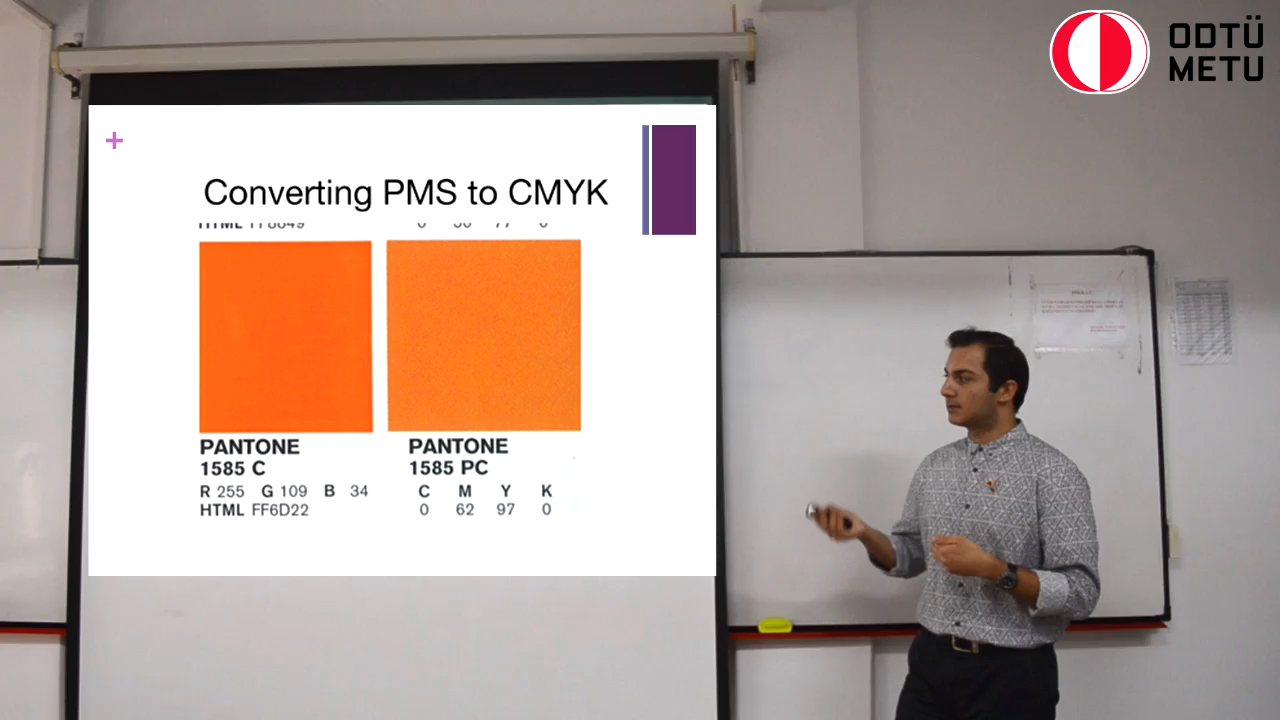 ODTÜ
METU
+
Converting PMS to CMYK
PANTONE
1585 C
R 255 G 109 B 34
HTML FF6D22
PANTONE
1585 PC
C M Y K
0 62 97 0